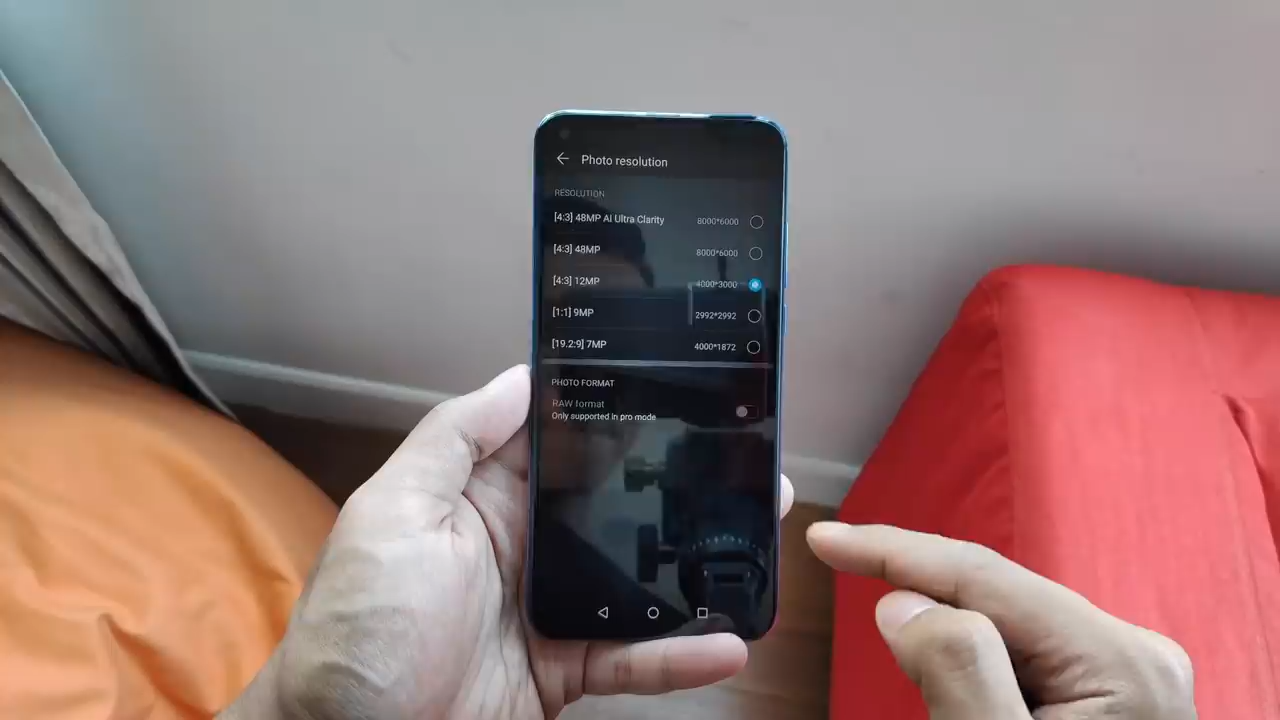 Photo resolution
RESOLUTION
[4:3] 48MP AI Ultra Clarity 8000*6000
[4:3] 48MP 8000*6000
[4:3] 12MP 4000*3000
[1:1] 9MP 2992*2992
[19.2:9] 7MP 4000*1872
PHOTO FORMAT
RAW format
Only supported in pro mode